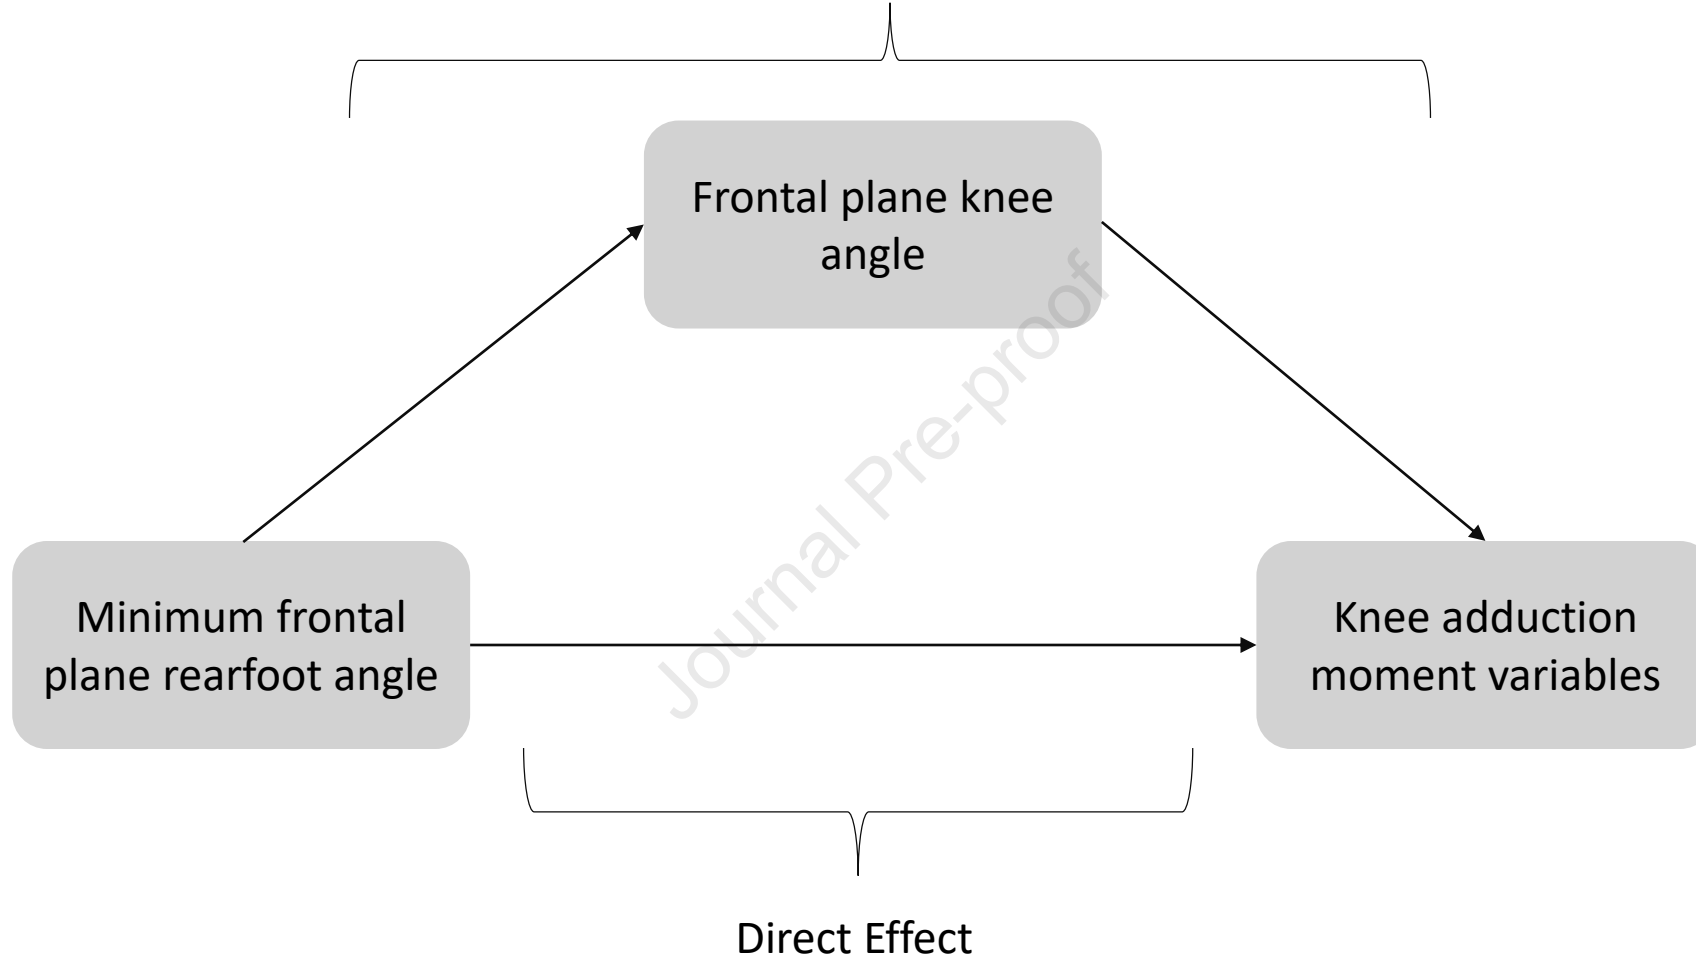 Frontal plane knee
angle
Journal Pre-proof
Minimum frontal
plane rearfoot angle
Knee adduction
moment variables
Direct Effect